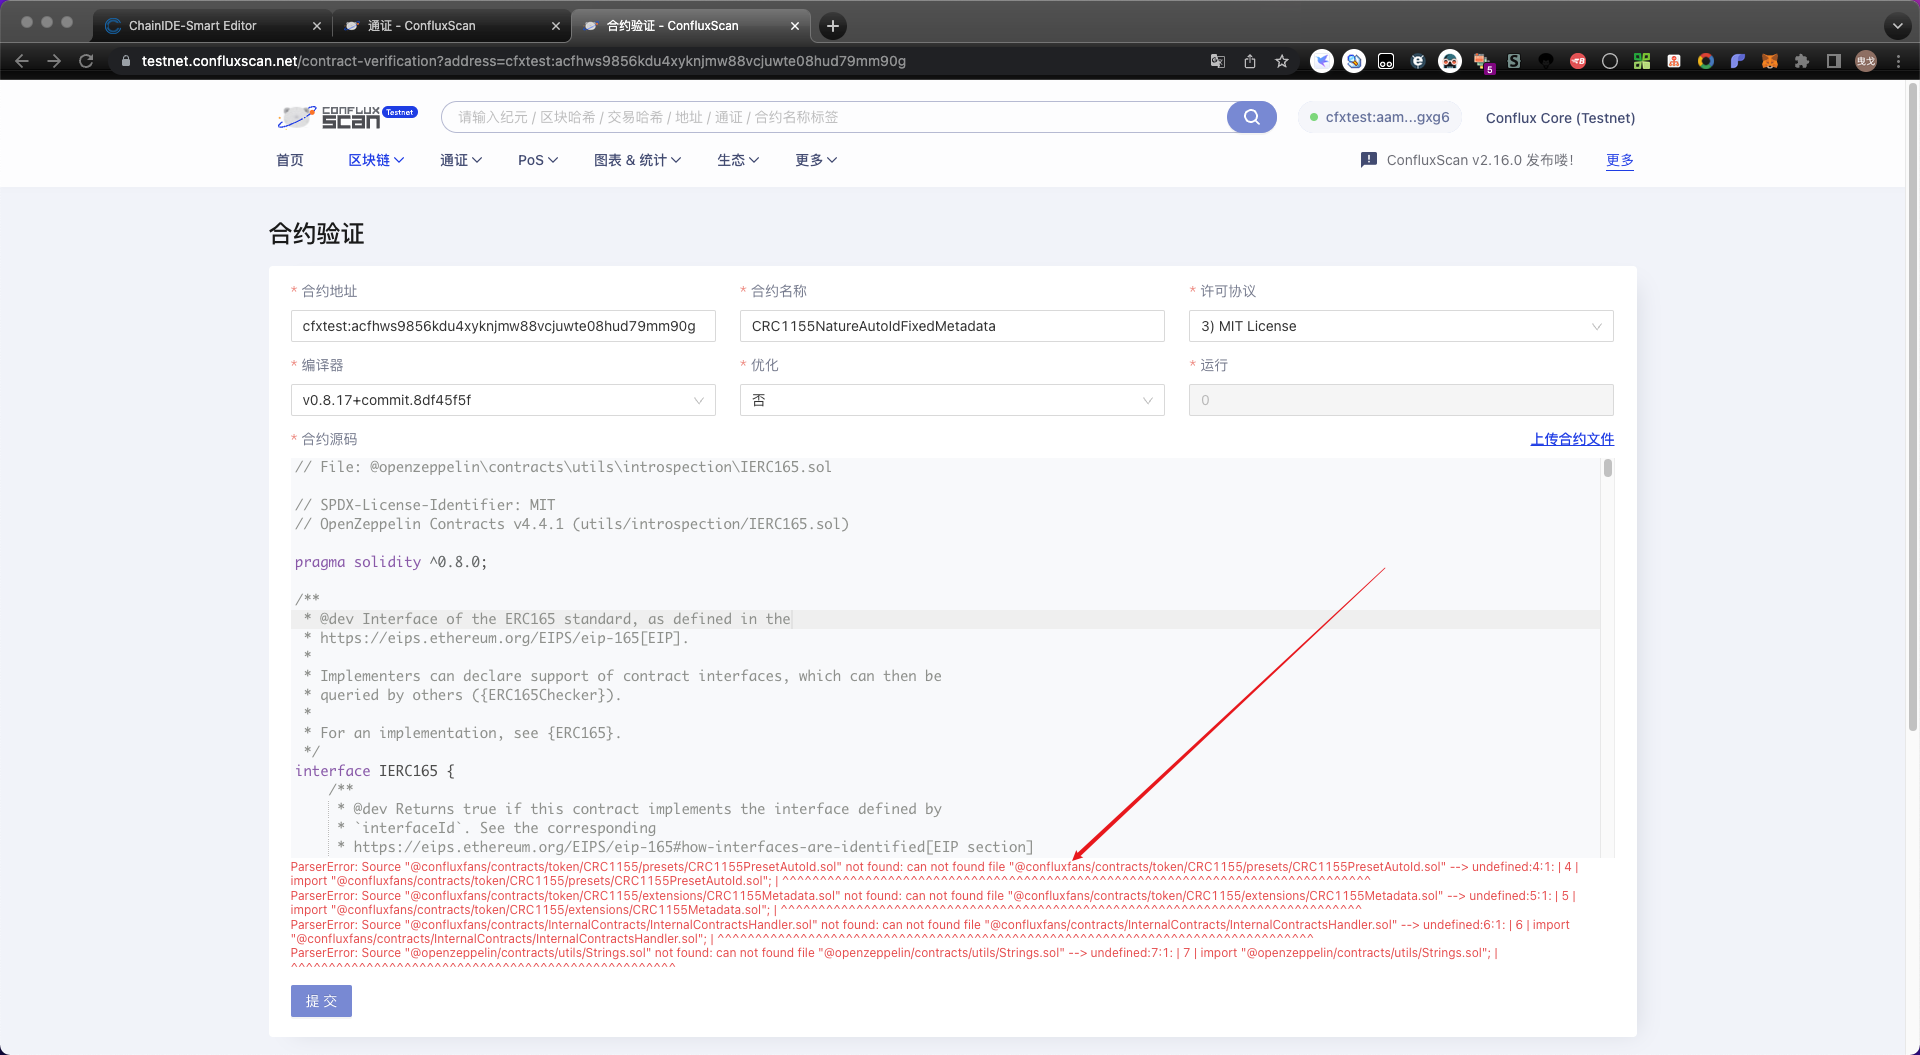 ChainIDE-Smart Editor
通证 - ConfluxScan
合约验证 - ConfluxScan
testnet.confluxscan.net/contract-verification?address=cfxtest:acfhws9856kdu4xyknjmw88vcjuwte08hud79mm90g
5
曳戈
CONFLUX SCAN Testnet
请输入纪元 / 区块哈希 / 交易哈希 / 地址 / 通证 / 合约名称标签
cfxtest:aam...gxg6
Conflux Core (Testnet)
首页
区块链
通证
PoS
图表 & 统计
生态
更多
ConfluxScan v2.16.0 发布喽!
更多
合约验证
* 合约地址
* 合约名称
* 许可协议
cfxtest:acfhws9856kdu4xyknjmw88vcjuwte08hud79mm90g
CRC1155NatureAutoIdFixedMetadata
3) MIT License
* 编译器
* 优化
* 运行
v0.8.17+commit.8df45f5f
否
0
* 合约源码
上传合约文件
// File: @openzeppelin\contracts\utils\introspection\IERC165.sol
// SPDX-License-Identifier: MIT
// OpenZeppelin Contracts v4.4.1 (utils/introspection/IERC165.sol)
pragma solidity ^0.8.0;
/**
* @dev Interface of the ERC165 standard, as defined in the
* https://eips.ethereum.org/EIPS/eip-165[EIP].
*
* Implementers can declare support of contract interfaces, which can then be
* queried by others ({ERC165Checker}).
*
* For an implementation, see {ERC165}.
*/
interface IERC165 {
/**
* @dev Returns true if this contract implements the interface defined by
* `interfaceId`. See the corresponding
* https://eips.ethereum.org/EIPS/eip-165#how-interfaces-are-identified[EIP section]
ParserError: Source "@confluxfans/contracts/token/CRC1155/presets/CRC1155PresetAutoId.sol" not found: can not found file "@confluxfans/contracts/token/CRC1155/presets/CRC1155PresetAutoId.sol" --> undefined:4:1: | 4 |
import "@confluxfans/contracts/token/CRC1155/presets/CRC1155PresetAutoId.sol"; | ^^^^^^^^^^^^^^^^^^^^^^^^^^^^^^^^^^^^^^^^^^^^^^^^^^^^^^^^^^^^^^^^^^^^^^^^^^^^^^
ParserError: Source "@confluxfans/contracts/token/CRC1155/extensions/CRC1155Metadata.sol" not found: can not found file "@confluxfans/contracts/token/CRC1155/extensions/CRC1155Metadata.sol" --> undefined:5:1: | 5 |
import "@confluxfans/contracts/token/CRC1155/extensions/CRC1155Metadata.sol"; | ^^^^^^^^^^^^^^^^^^^^^^^^^^^^^^^^^^^^^^^^^^^^^^^^^^^^^^^^^^^^^^^^^^^^^^^^^^^^^
ParserError: Source "@confluxfans/contracts/InternalContracts/InternalContractsHandler.sol" not found: can not found file "@confluxfans/contracts/InternalContracts/InternalContractsHandler.sol" --> undefined:6:1: | 6 | import
"@confluxfans/contracts/InternalContracts/InternalContractsHandler.sol"; | ^^^^^^^^^^^^^^^^^^^^^^^^^^^^^^^^^^^^^^^^^^^^^^^^^^^^^^^^^^^^^^^^^^^^^^^^^^^^^^^
ParserError: Source "@openzeppelin/contracts/utils/Strings.sol" not found: can not found file "@openzeppelin/contracts/utils/Strings.sol" --> undefined:7:1: | 7 | import "@openzeppelin/contracts/utils/Strings.sol"; |
^^^^^^^^^^^^^^^^^^^^^^^^^^^^^^^^^^^^^^^^^^^^^^^^^^^
提 交